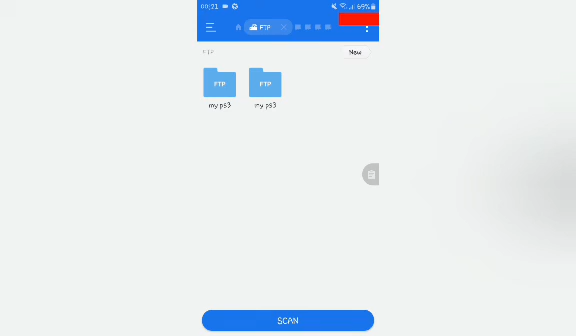 00:21 69%
FTP
FTP New
FTP FTP
my ps3 my ps3
SCAN